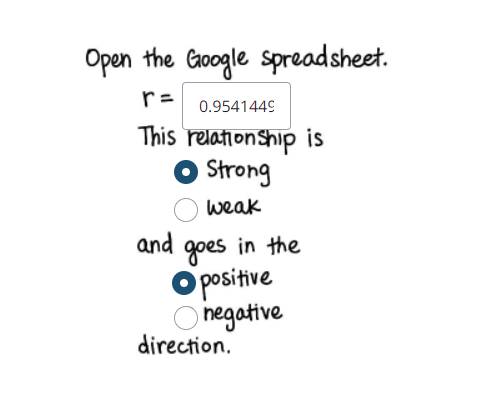 Open the Google Spreadsheet.
r = 0.9541449
This relationship is
Strong
weak
and goes in the
positive
negative
direction.